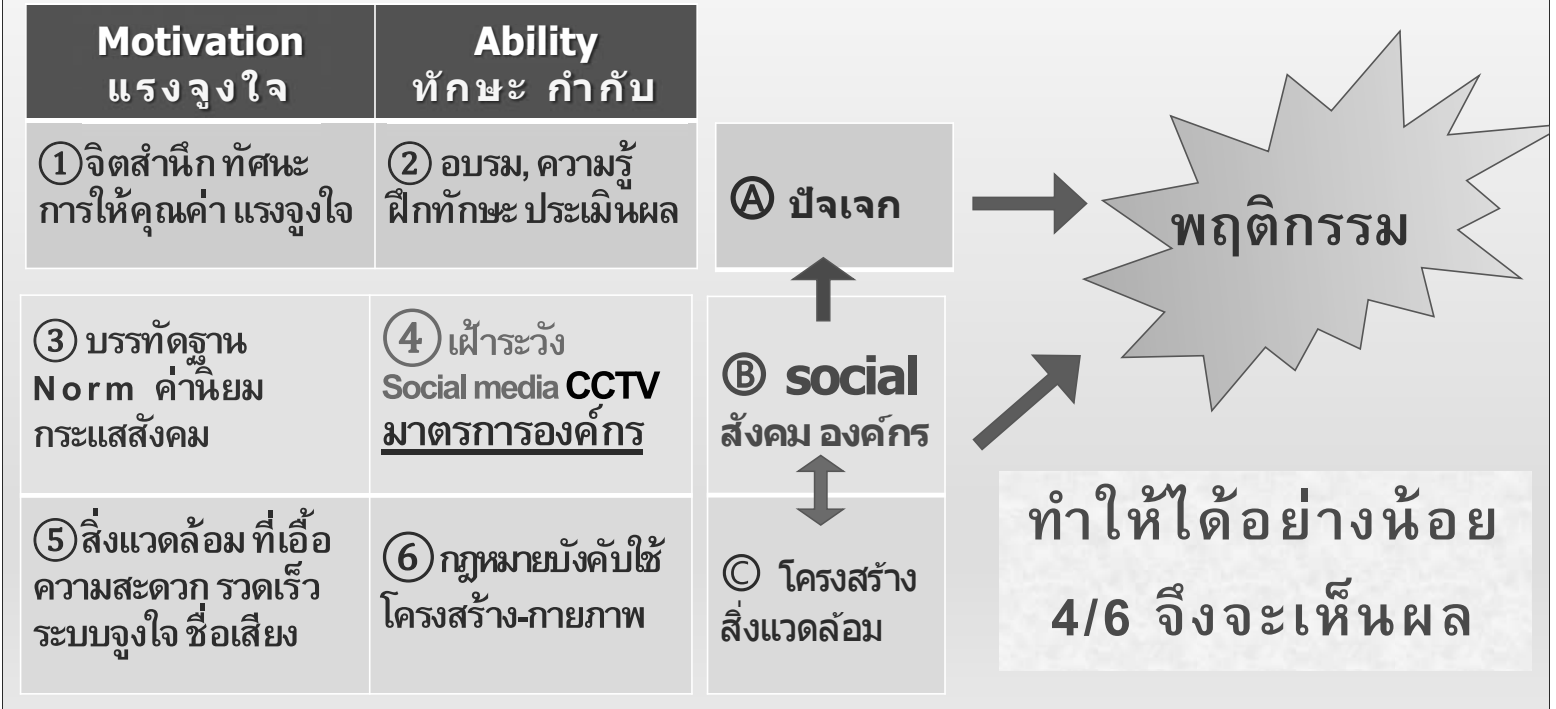 Motivation
แรงจูงใจ
Ability
ทักษะ กำกับ
①จิตสำนึก ทัศนะ
การให้คุณค่า แรงจูงใจ
② อบรม, ความรู้
ฝึกทักษะ ประเมินผล
Ⓐ ปัจเจก
พฤติกรรม
③ บรรทัดฐาน
Norm ค่านิยม
กระแสสังคม
④ เฝ้าระวัง
Social media CCTV
มาตรการองค์กร
Ⓑ social
สังคม องค์กร
⑤สิ่งแวดล้อม ที่เอื้อ
ความสะดวก รวดเร็ว
ระบบจูงใจ ชื่อเสียง
⑥ กฎหมายบังคับใช้
โครงสร้าง-กายภาพ
Ⓒ โครงสร้าง
สิ่งแวดล้อม
ทำให้ได้อย่างน้อย
4/6 จึงจะเห็นผล